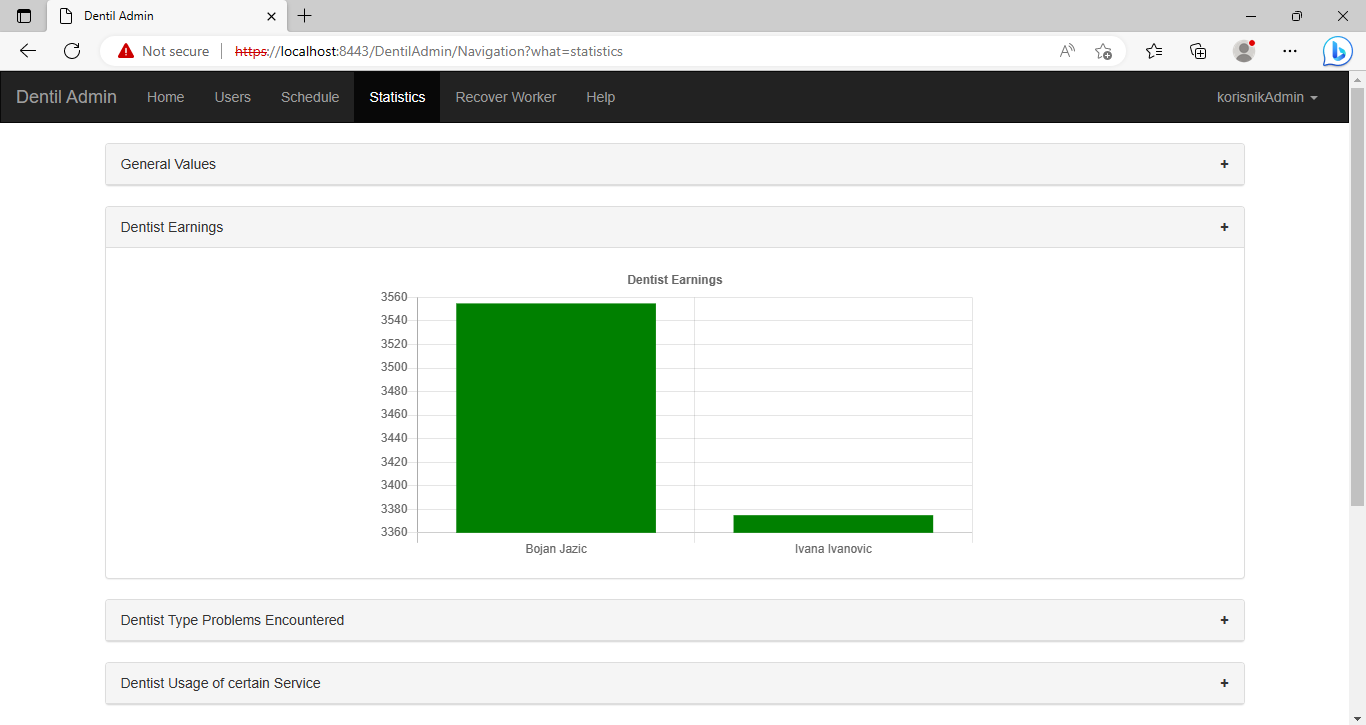 Dentil Admin
Not secure https://localhost:8443/DentilAdmin/Navigation?what=statistics
Dentil Admin Home Users Schedule Statistics Recover Worker Help korisnikAdmin
General Values +
Dentist Earnings +
Dentist Earnings
3560
3540
3520
3500
3480
3460
3440
3420
3400
3380
3360
Bojan Jazic Ivana Ivanovic
Dentist Type Problems Encountered +
Dentist Usage of certain Service +